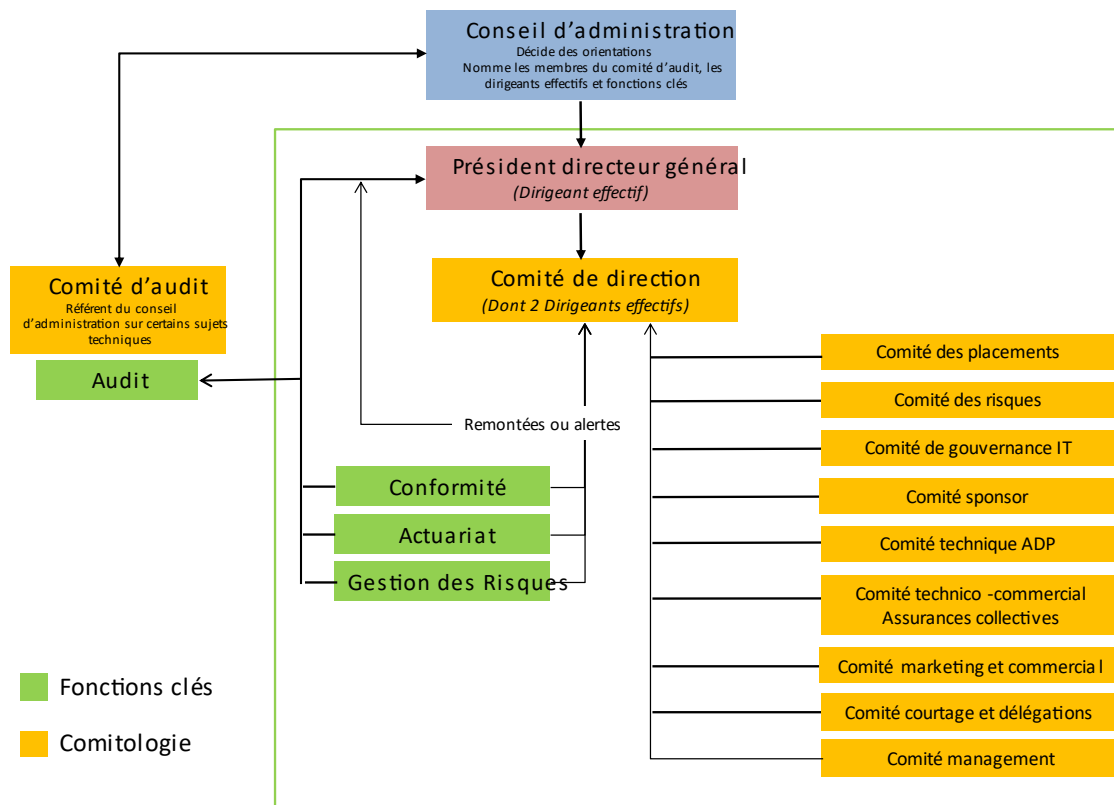 Conseil d’administration
Décide des orientations
Nomme les membres du comité d’audit, les
dirigeants effectifs et fonctions clés
Président directeur général
(Dirigeant effectif)
Comité d’audit
Référent du conseil
d’administration sur certains sujets
techniques
Comité de direction
(Dont 2 Dirigeants effectifs)
Audit
Comité des placements
Comité des risques
Remontées ou alertes
Comité de gouvernance IT
Conformité
Comité sponsor
Actuariat
Comité technique ADP
Gestion des Risques
Comité technico -commercial
Assurances collectives
Comité marketing et commercial
Comité courtage et délégations
Comité management
Fonctions clés
Comitologie